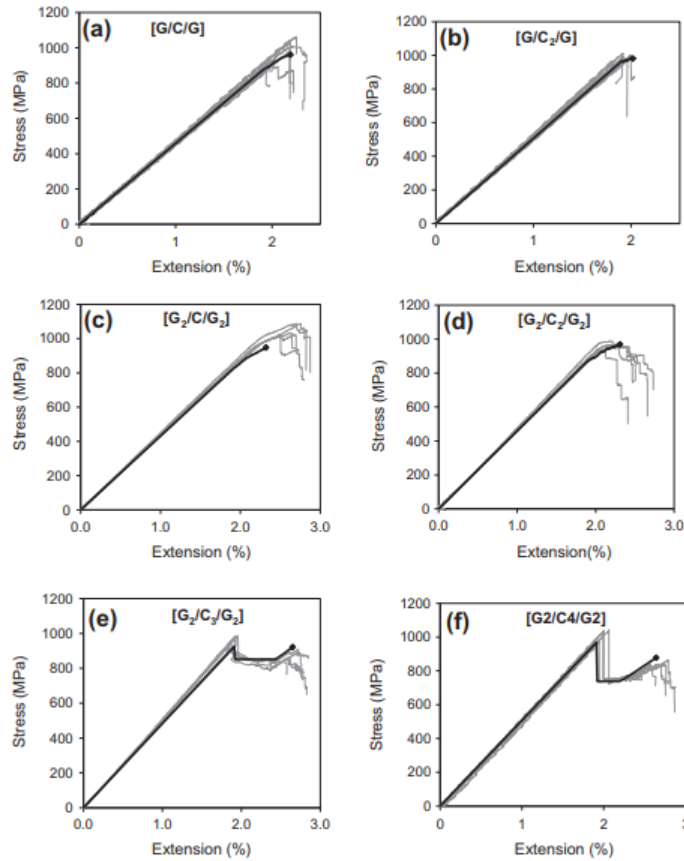 (a) [G/C/G]
1200
1000
800
600
400
200
0
Stress (MPa)
0 1 2
Extension (%)
(b) [G/C₂/G]
1200
1000
800
600
400
200
0
Stress (MPa)
0 1 2
Extension (%)
(c) [G₂/C/G₂]
1200
1000
800
600
400
200
0
Stress (MPa)
0.0 1.0 2.0 3.0
Extension (%)
(d) [G₂/C₂/G₂]
1200
1000
800
600
400
200
0
Stress (MPa)
0.0 1.0 2.0 3.0
Extension(%)
(e) [G₂/C₃/G₂]
1200
1000
800
600
400
200
0
Stress (MPa)
0.0 1.0 2.0 3.0
Extension (%)
(f) [G2/C4/G2]
1200
1000
800
600
400
200
0
Stress (MPa)
0 1 2 3
Extension (%)